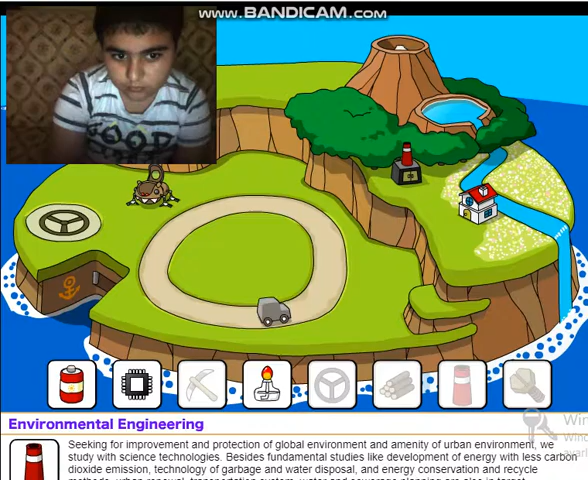 www.BANDICAM.com
GOOD
Environmental Engineering
Win
Seeking for improvement and protection of global environment and amenity of urban environment, we
study with science technologies. Besides fundamental studies like development of energy with less carbon
dioxide emission, technology of garbage and water disposal, and energy conservation and recycle